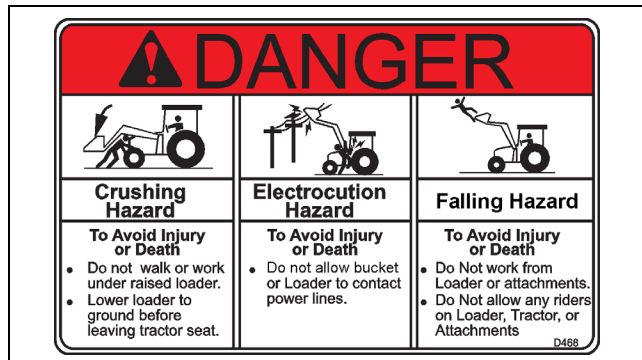 DANGER
Crushing
Hazard
To Avoid Injury
or Death
• Do not walk or work
under raised loader.
• Lower loader to
ground before
leaving tractor seat.
Electrocution
Hazard
To Avoid Injury
or Death
• Do not allow bucket
or Loader to contact
power lines.
Falling Hazard
To Avoid Injury
or Death
• Do Not work from
Loader or attachments.
• Do Not allow any riders
on Loader, Tractor, or
Attachments
D468